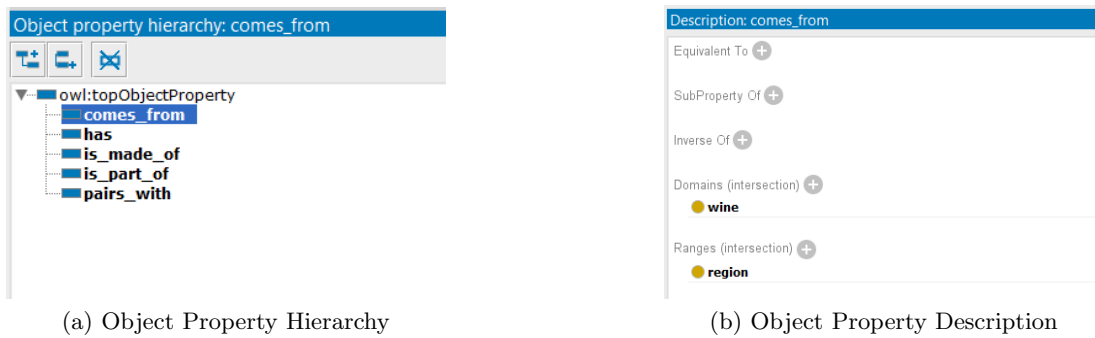 Object property hierarchy: comes_from
owl:topObjectProperty
comes_from
has
is_made_of
is_part_of
pairs_with
(a) Object Property Hierarchy
Description: comes_from
Equivalent To
SubProperty Of
Inverse Of
Domains (intersection)
wine
Ranges (intersection)
region
(b) Object Property Description